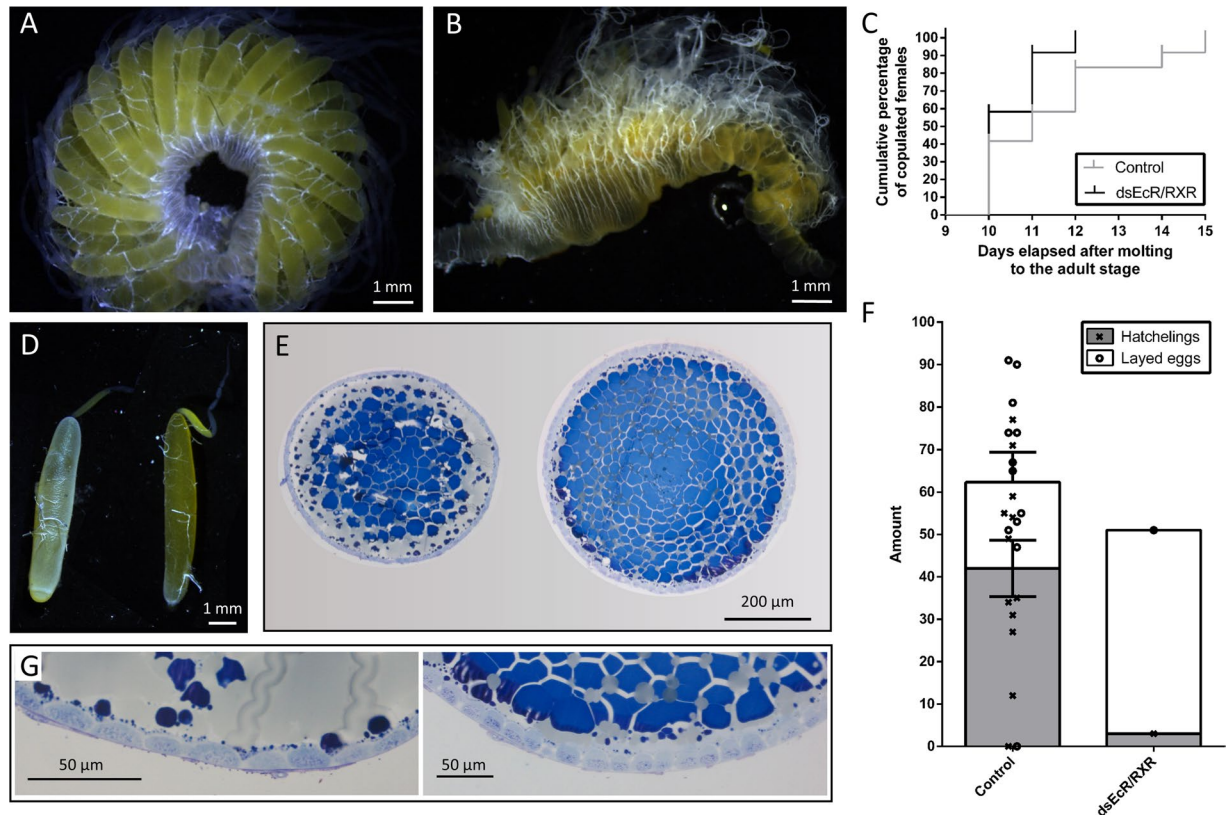 A
1 mm
B
1 mm
C
Cumulative percentage
of copulated females
100
90
80
70
60
50
40
30
20
10
0
9 10 11 12 13 14 15
Days elapsed after molting
to the adult stage
Control
dsEcR/RXR
D
1 mm
E
200 µm
F
Amount
100
90
80
70
60
50
40
30
20
10
0
Hatchelings
Layed eggs
Control
dsEcR/RXR
G
50 µm
50 µm